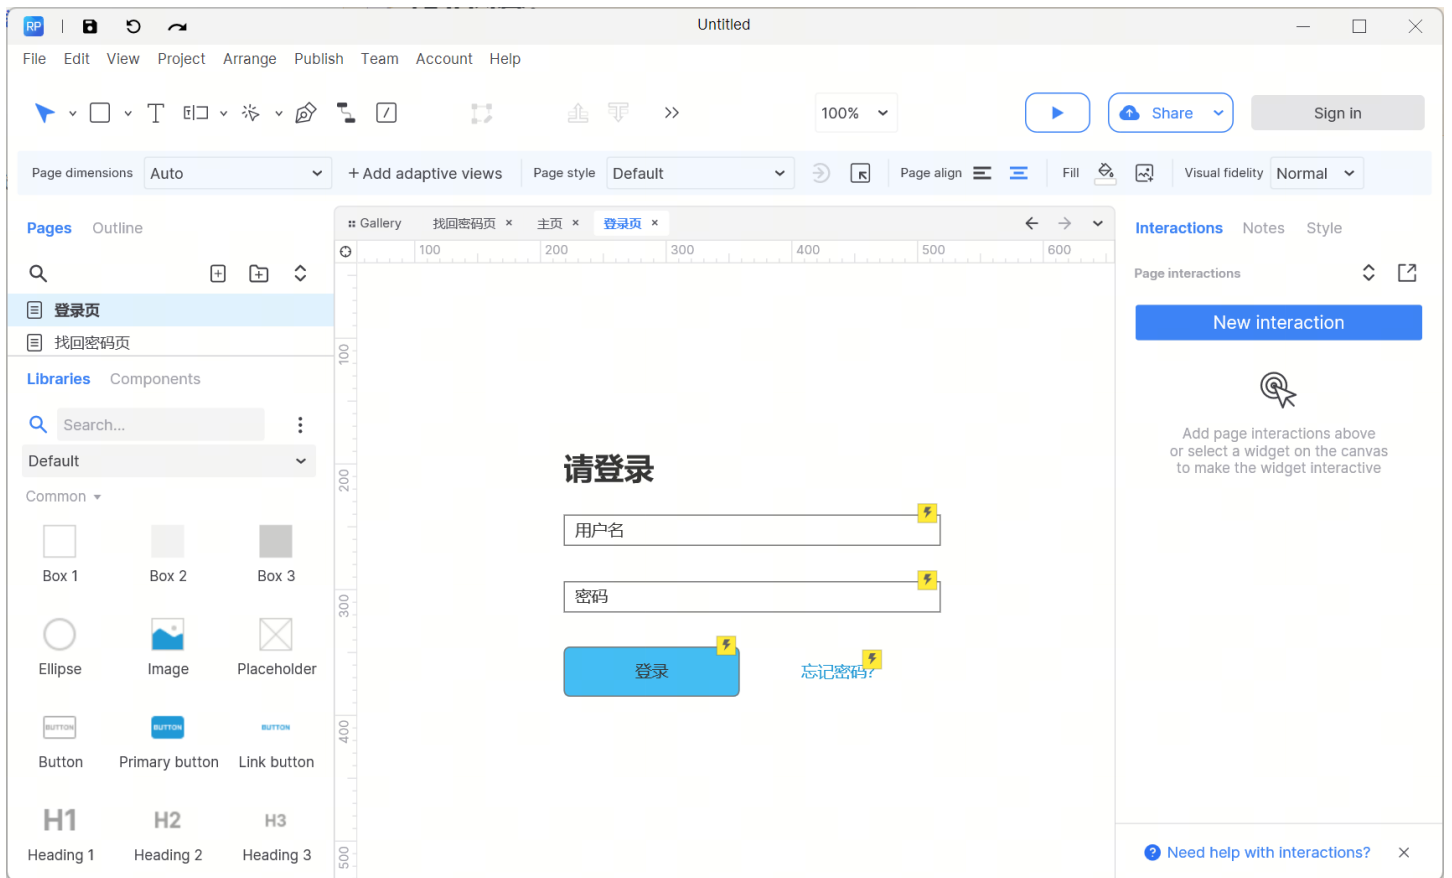 RP
Untitled
File Edit View Project Arrange Publish Team Account Help
100% Share Sign in
Page dimensions Auto + Add adaptive views Page style Default Page align Fill Visual fidelity Normal
Pages Outline
Gallery 找回密码页 × 主页 × 登录页 ×
100 200 300 400 500 600
登录页
找回密码页
Libraries Components
Search...
Default
Common
Box 1 Box 2 Box 3
Ellipse Image Placeholder
BUTTON BUTTON BUTTON
Button Primary button Link button
H1 H2 H3
Heading 1 Heading 2 Heading 3
100
200
300
400
500
请登录
用户名
密码
登录 忘记密码?
Interactions Notes Style
Page interactions
New interaction
Add page interactions above
or select a widget on the canvas
to make the widget interactive
? Need help with interactions? ×